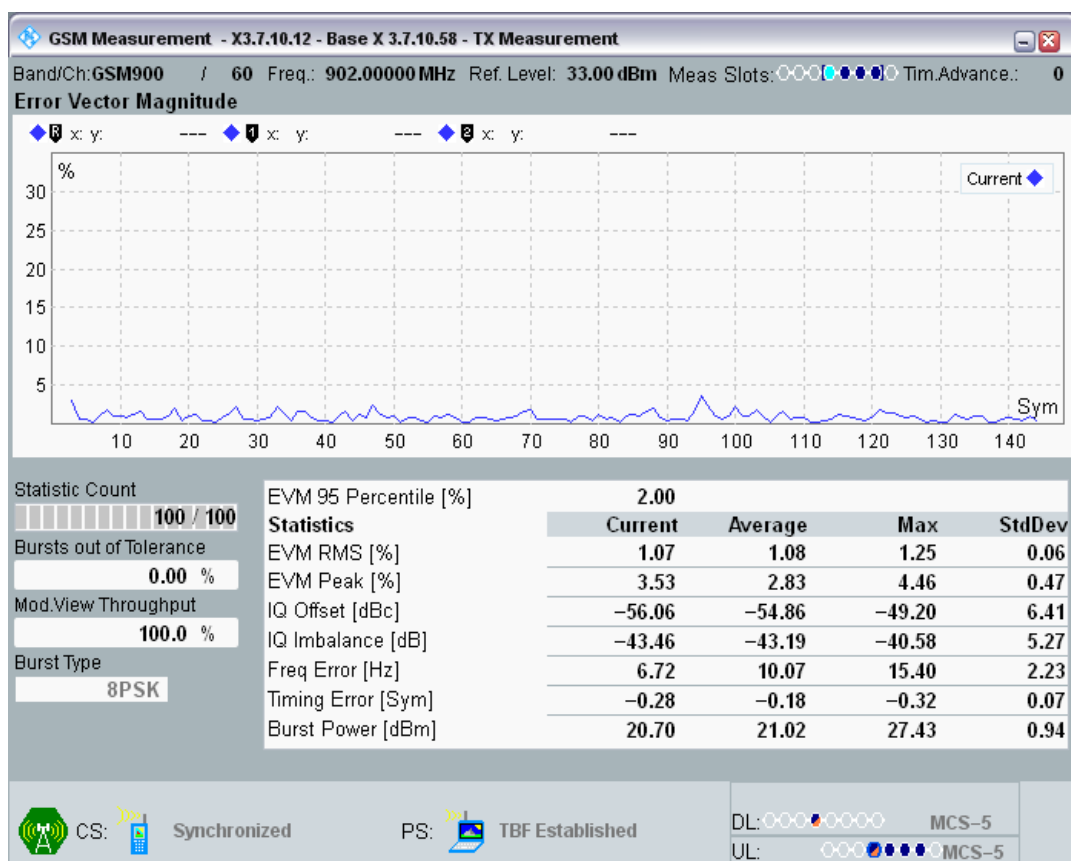 GSM Measurement - X3.7.10.12 - Base X 3.7.10.58 - TX Measurement
Band/Ch:GSM900 / 60 Freq.: 902.00000 MHz Ref. Level: 33.00 dBm Meas Slots: Tim.Advance.: 0
Error Vector Magnitude
R x: y: --- 1 x: y: --- 2 x: y: ---
%
Current
30
25
20
15
10
5
Sym
10 20 30 40 50 60 70 80 90 100 110 120 130 140
Statistic Count
100 / 100
Bursts out of Tolerance
0.00 %
Mod.View Throughput
100.0 %
Burst Type
8PSK
EVM 95 Percentile [%] 2.00
Statistics Current Average Max StdDev
EVM RMS [%] 1.07 1.08 1.25 0.06
EVM Peak [%] 3.53 2.83 4.46 0.47
IQ Offset [dBc] −56.06 −54.86 −49.20 6.41
IQ Imbalance [dB] −43.46 −43.19 −40.58 5.27
Freq Error [Hz] 6.72 10.07 15.40 2.23
Timing Error [Sym] −0.28 −0.18 −0.32 0.07
Burst Power [dBm] 20.70 21.02 27.43 0.94
CS: Synchronized PS: TBF Established
DL: MCS−5
UL: MCS−5